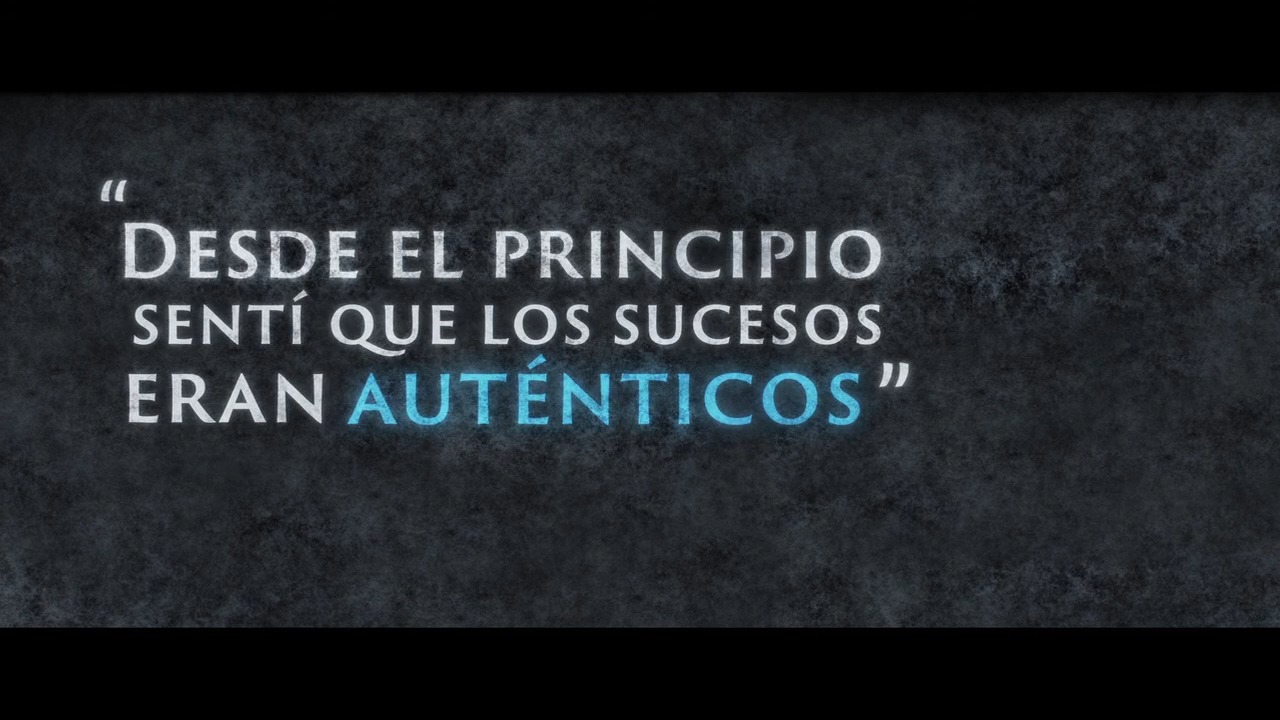 “DESDE EL PRINCIPIO
SENTÍ QUE LOS SUCESOS
ERAN AUTÉNTICOS”